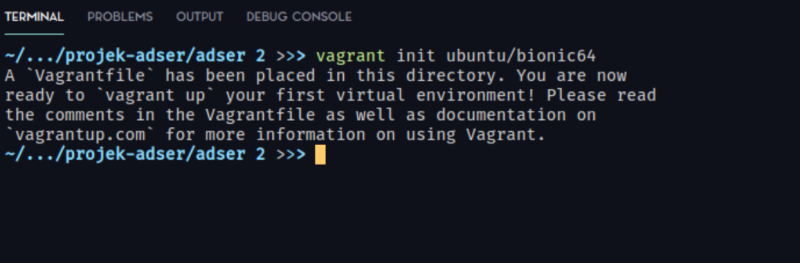 TERMINAL PROBLEMS OUTPUT DEBUG CONSOLE
~/.../projek-adser/adser 2 >>> vagrant init ubuntu/bionic64
A `Vagrantfile` has been placed in this directory. You are now
ready to `vagrant up` your first virtual environment! Please read
the comments in the Vagrantfile as well as documentation on
`vagrantup.com` for more information on using Vagrant.
~/.../projek-adser/adser 2 >>>